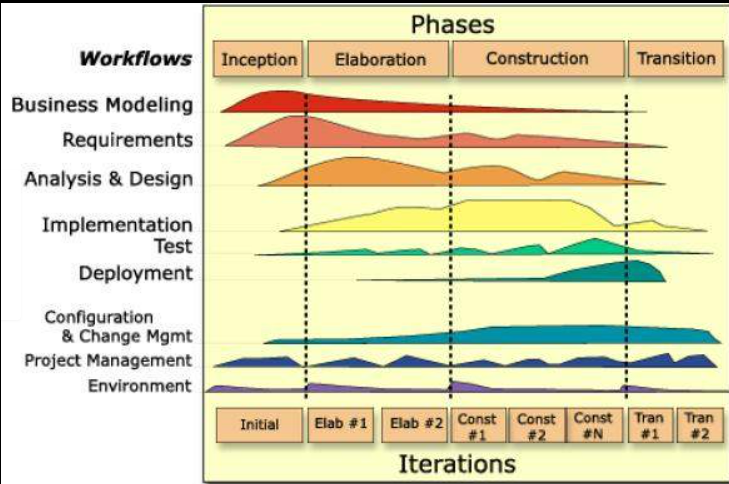 Phases
Workflows Inception Elaboration Construction Transition
Business Modeling
Requirements
Analysis & Design
Implementation
Test
Deployment
Configuration
& Change Mgmt
Project Management
Environment
Initial Elab #1 Elab #2 Const #1 Const #2 Const #N Tran #1 Tran #2
Iterations